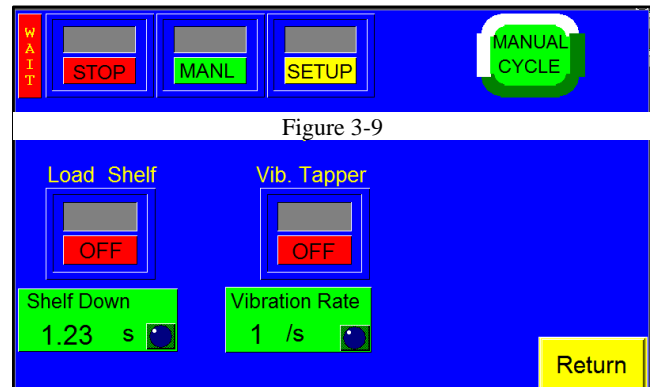 WAIT
STOP MANL SETUP
MANUAL
CYCLE
Figure 3-9
Load Shelf Vib. Tapper
OFF OFF
Shelf Down Vibration Rate
1.23 s 1 /s
Return